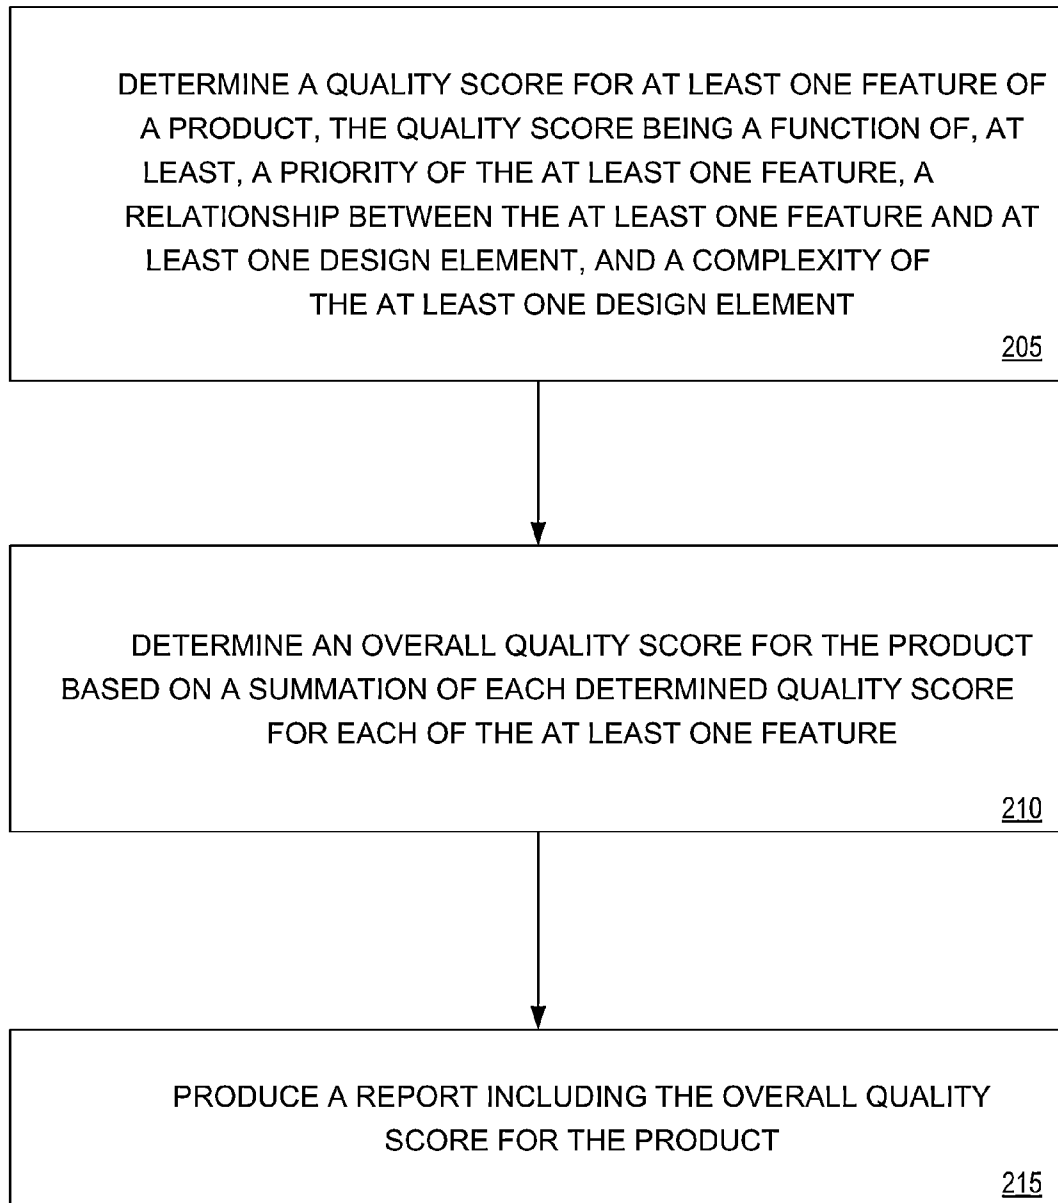 DETERMINE A QUALITY SCORE FOR AT LEAST ONE FEATURE OF
A PRODUCT, THE QUALITY SCORE BEING A FUNCTION OF, AT
LEAST, A PRIORITY OF THE AT LEAST ONE FEATURE, A
RELATIONSHIP BETWEEN THE AT LEAST ONE FEATURE AND AT
LEAST ONE DESIGN ELEMENT, AND A COMPLEXITY OF
THE AT LEAST ONE DESIGN ELEMENT
205
DETERMINE AN OVERALL QUALITY SCORE FOR THE PRODUCT
BASED ON A SUMMATION OF EACH DETERMINED QUALITY SCORE
FOR EACH OF THE AT LEAST ONE FEATURE
210
PRODUCE A REPORT INCLUDING THE OVERALL QUALITY
SCORE FOR THE PRODUCT
215